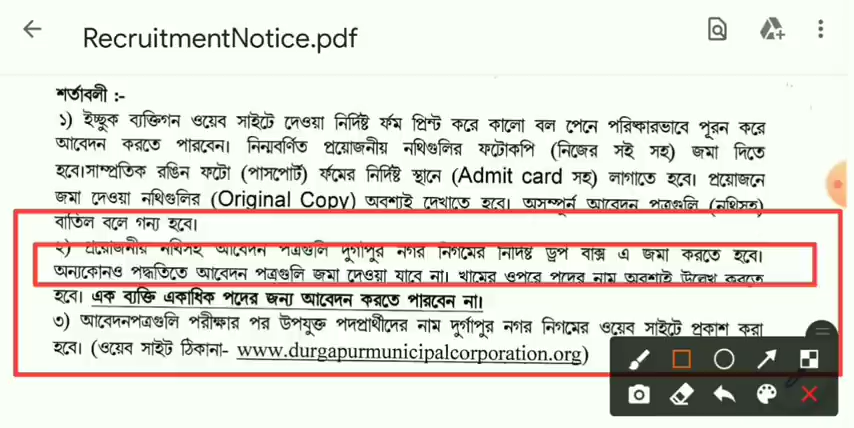 RecruitmentNotice.pdf
শর্তাবলী :-
১) ইচ্ছুক ব্যক্তিগন ওয়েব সাইটে দেওয়া নির্দিষ্ট র্ফম প্রিন্ট করে কালো বল পেনে পরিষ্কারভাবে পূরন করে
আবেদন করতে পারবেন। নিম্নবর্ণিত প্রয়োজনীয় নথিগুলির ফটোকপি (নিজের সই সহ) জমা দিতে
হবে।সাম্প্রতিক রঙিন ফটো (পাসপোর্ট) র্ফমের নির্দিষ্ট স্থানে (Admit card সহ) লাগাতে হবে। প্রয়োজনে
জমা দেওয়া নথিগুলির (Original Copy) অবশ্যই দেখাতে হবে। অসম্পূর্ন আবেদন পত্রগুলি (নথিসহ)
বাতিল বলে গন্য হবে।
২) প্রয়োজনীয় নথিসহ আবেদন পত্রগুলি দুর্গাপুর নগর নিগমের নির্দিষ্ট ড্রপ বাক্স এ জমা করতে হবে।
অন্যকোনও পদ্ধতিতে আবেদন পত্রগুলি জমা দেওয়া যাবে না। খামের ওপরে পদের নাম অবশ্যই উল্লেখ করতে
হবে। এক ব্যক্তি একাধিক পদের জন্য আবেদন করতে পারবেন না।
৩) আবেদনপত্রগুলি পরীক্ষার পর উপযুক্ত পদপ্রার্থীদের নাম দুর্গাপুর নগর নিগমের ওয়েব সাইটে প্রকাশ করা
হবে। (ওয়েব সাইট ঠিকানা- www.durgapurmunicipalcorporation.org)